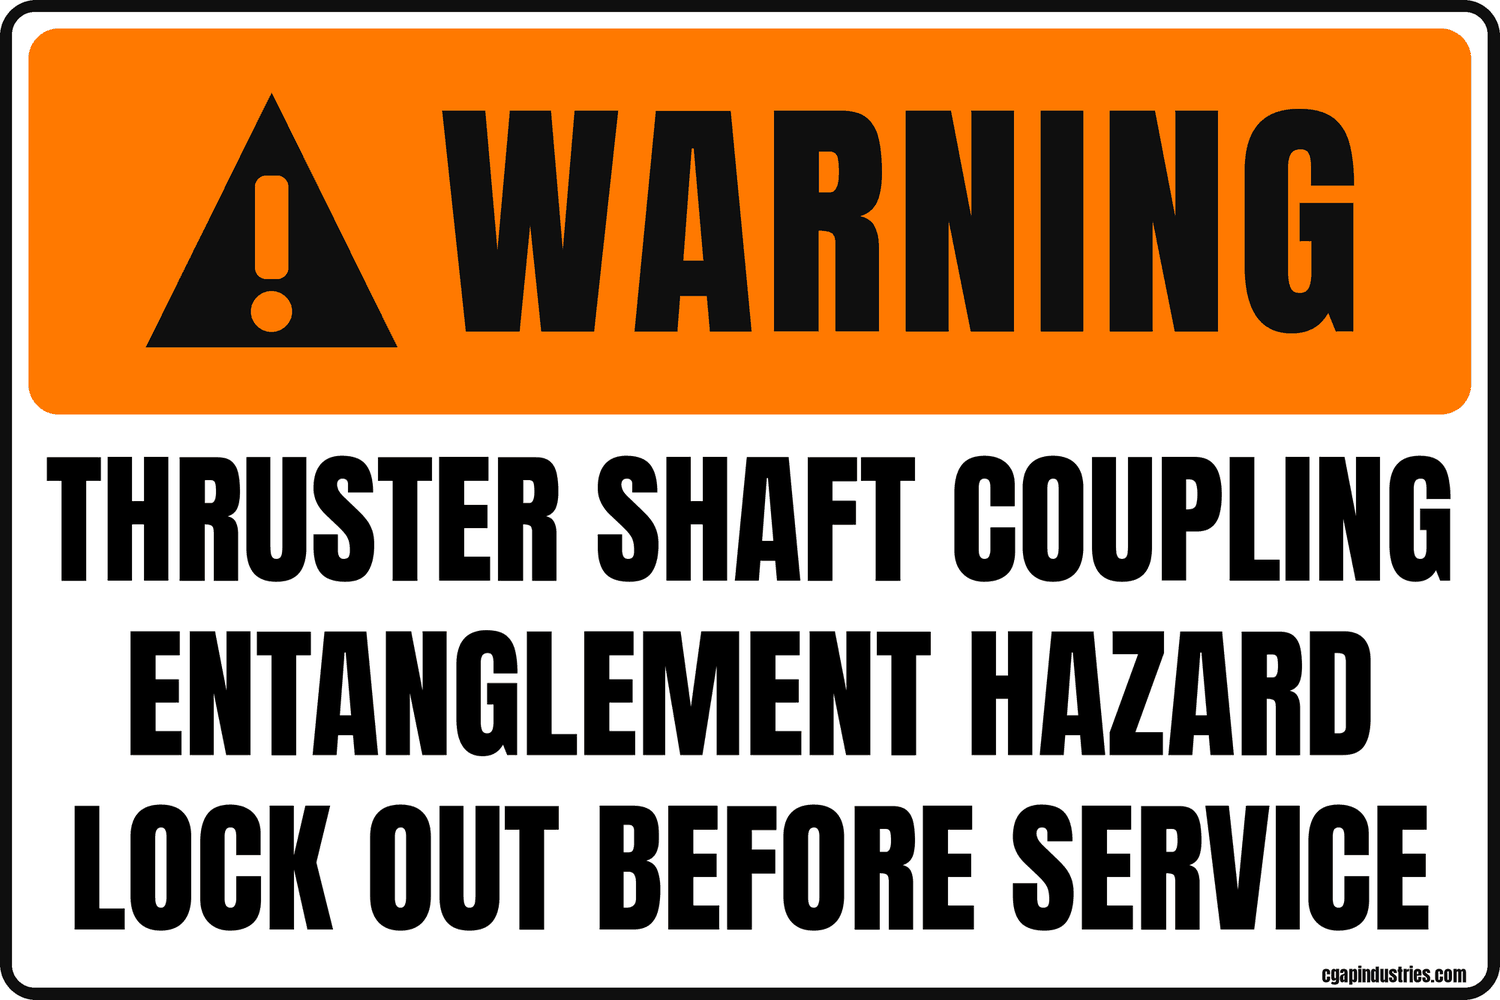 WARNING
THRUSTER SHAFT COUPLING
ENTANGLEMENT HAZARD
LOCK OUT BEFORE SERVICE
cgapindustries.com